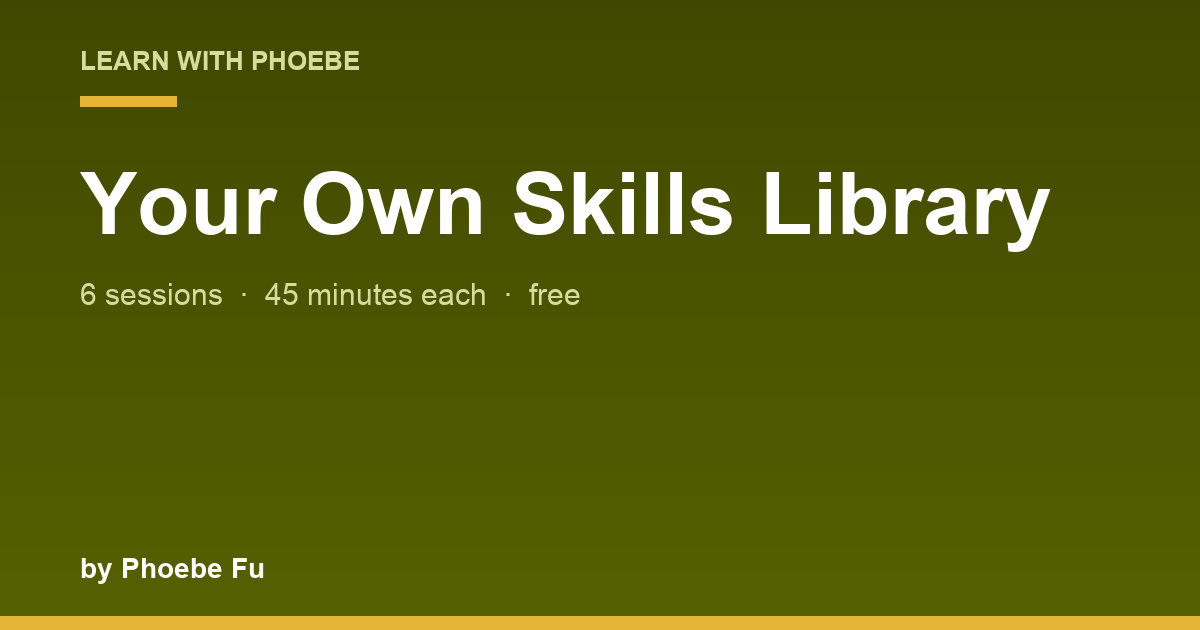 LEARN WITH PHOEBE
Your Own Skills Library
6 sessions · 45 minutes each · free
by Phoebe Fu